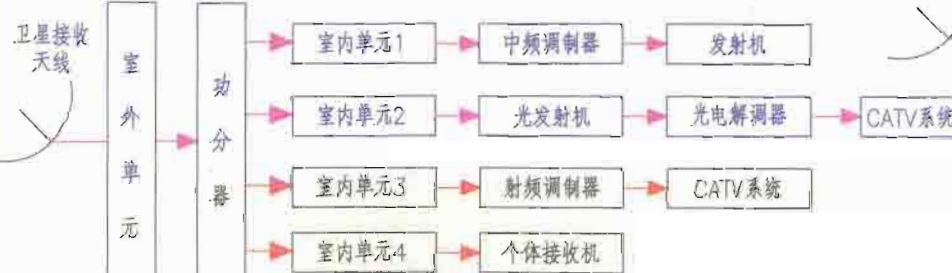 卫星接收
天线
室外单元
功分器
室内单元1
中频调制器
发射机
室内单元2
光发射机
光电解调器
CATV系统
室内单元3
射频调制器
CATV系统
室内单元4
个体接收机